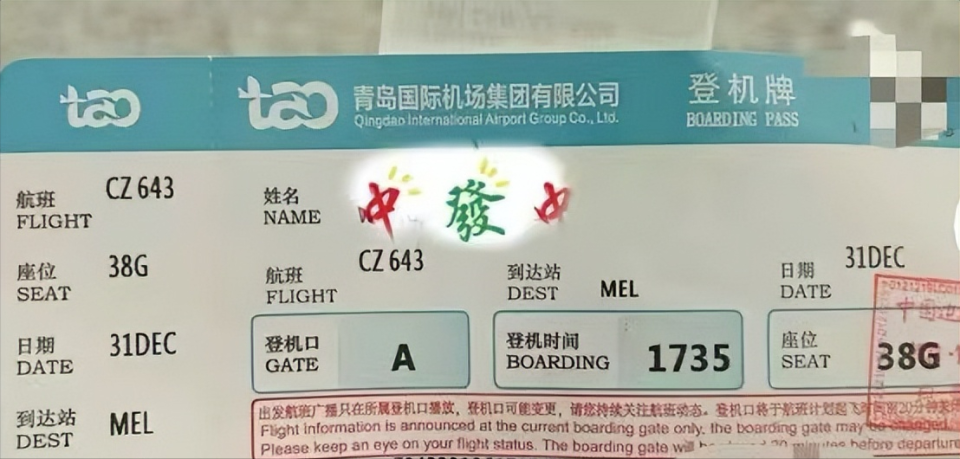 tao
tao 青岛国际机场集团有限公司 登机牌
Qingdao International Airport Group Co., Ltd. BOARDING PASS
航班 CZ 643
FLIGHT
座位 38G
SEAT
日期 31DEC
DATE
到达站 MEL
DEST
姓名 中 發 中
NAME
航班 CZ 643
FLIGHT
到达站 MEL
DEST
日期 31DEC
DATE
登机口 A
GATE
登机时间 1735
BOARDING
座位 38G
SEAT
中国边
出发航班广播只在所属登机口播放，登机口可能变更，请您持续关注航班动态。登机口将于航班计划起飞时间前20分钟关闭
Flight information is announced at the current boarding gate only, the boarding gate may be changed.
Please keep an eye on your flight status. The boarding gate will 20 minutes before departure